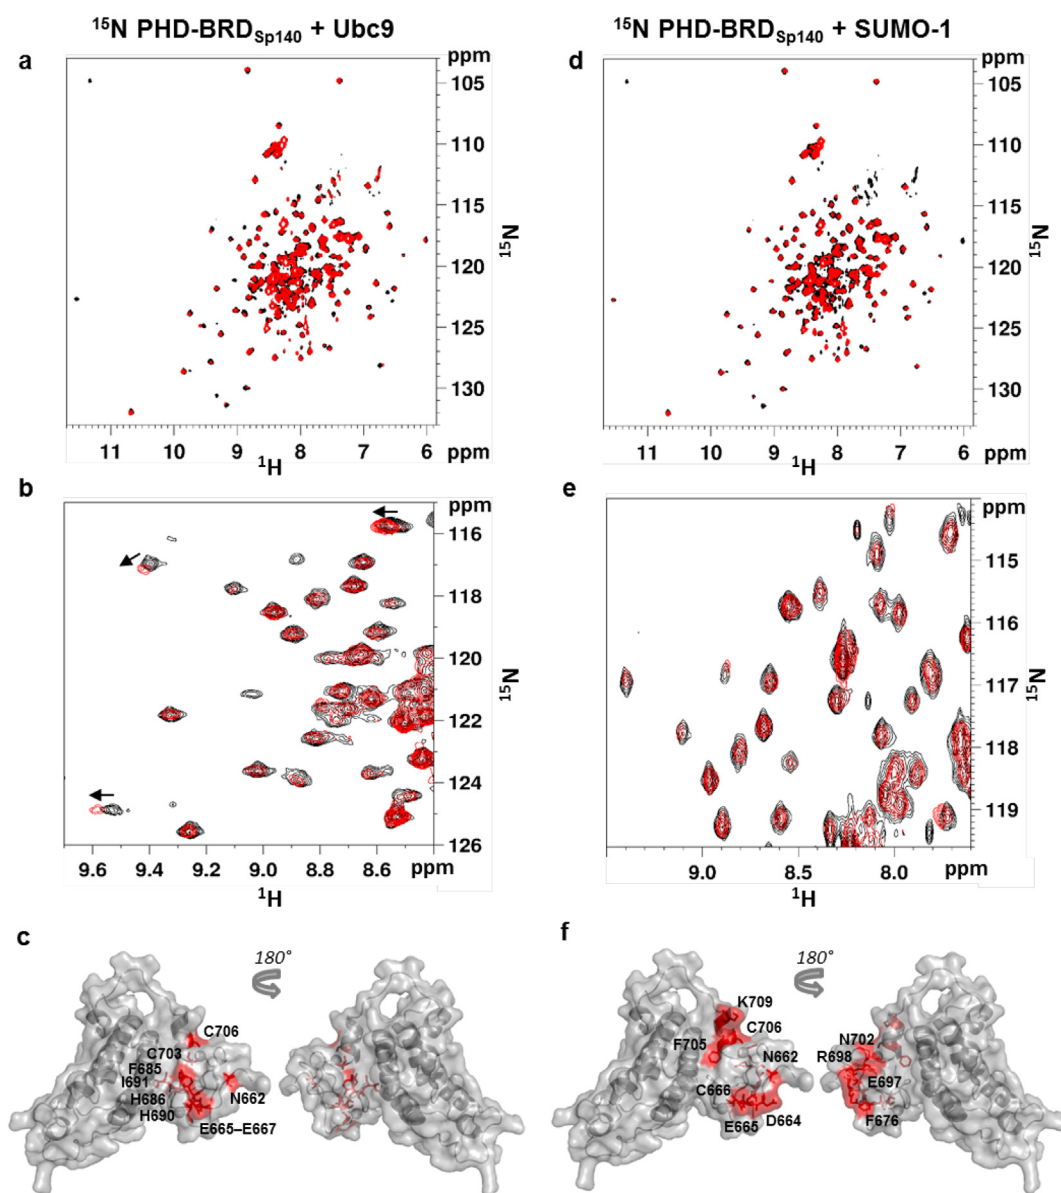 ¹⁵N PHD-BRD_Sp140 + Ubc9
¹⁵N PHD-BRD_Sp140 + SUMO-1
a
ppm
105
110
115
120
125
130
¹⁵N
11 10 9 8 7 6 ppm
¹H
d
ppm
105
110
115
120
125
130
¹⁵N
11 10 9 8 7 6 ppm
¹H
b
ppm
116
118
120
122
124
126
¹⁵N
9.6 9.4 9.2 9.0 8.8 8.6 ppm
¹H
e
ppm
115
116
117
118
119
¹⁵N
9.0 8.5 8.0 ppm
¹H
c
180°
C706
C703
F685
I691
H686
H690
N662
E665–E667
f
180°
K709
C706
F705
N662
C666
E665
D664
N702
R698
E697
F676